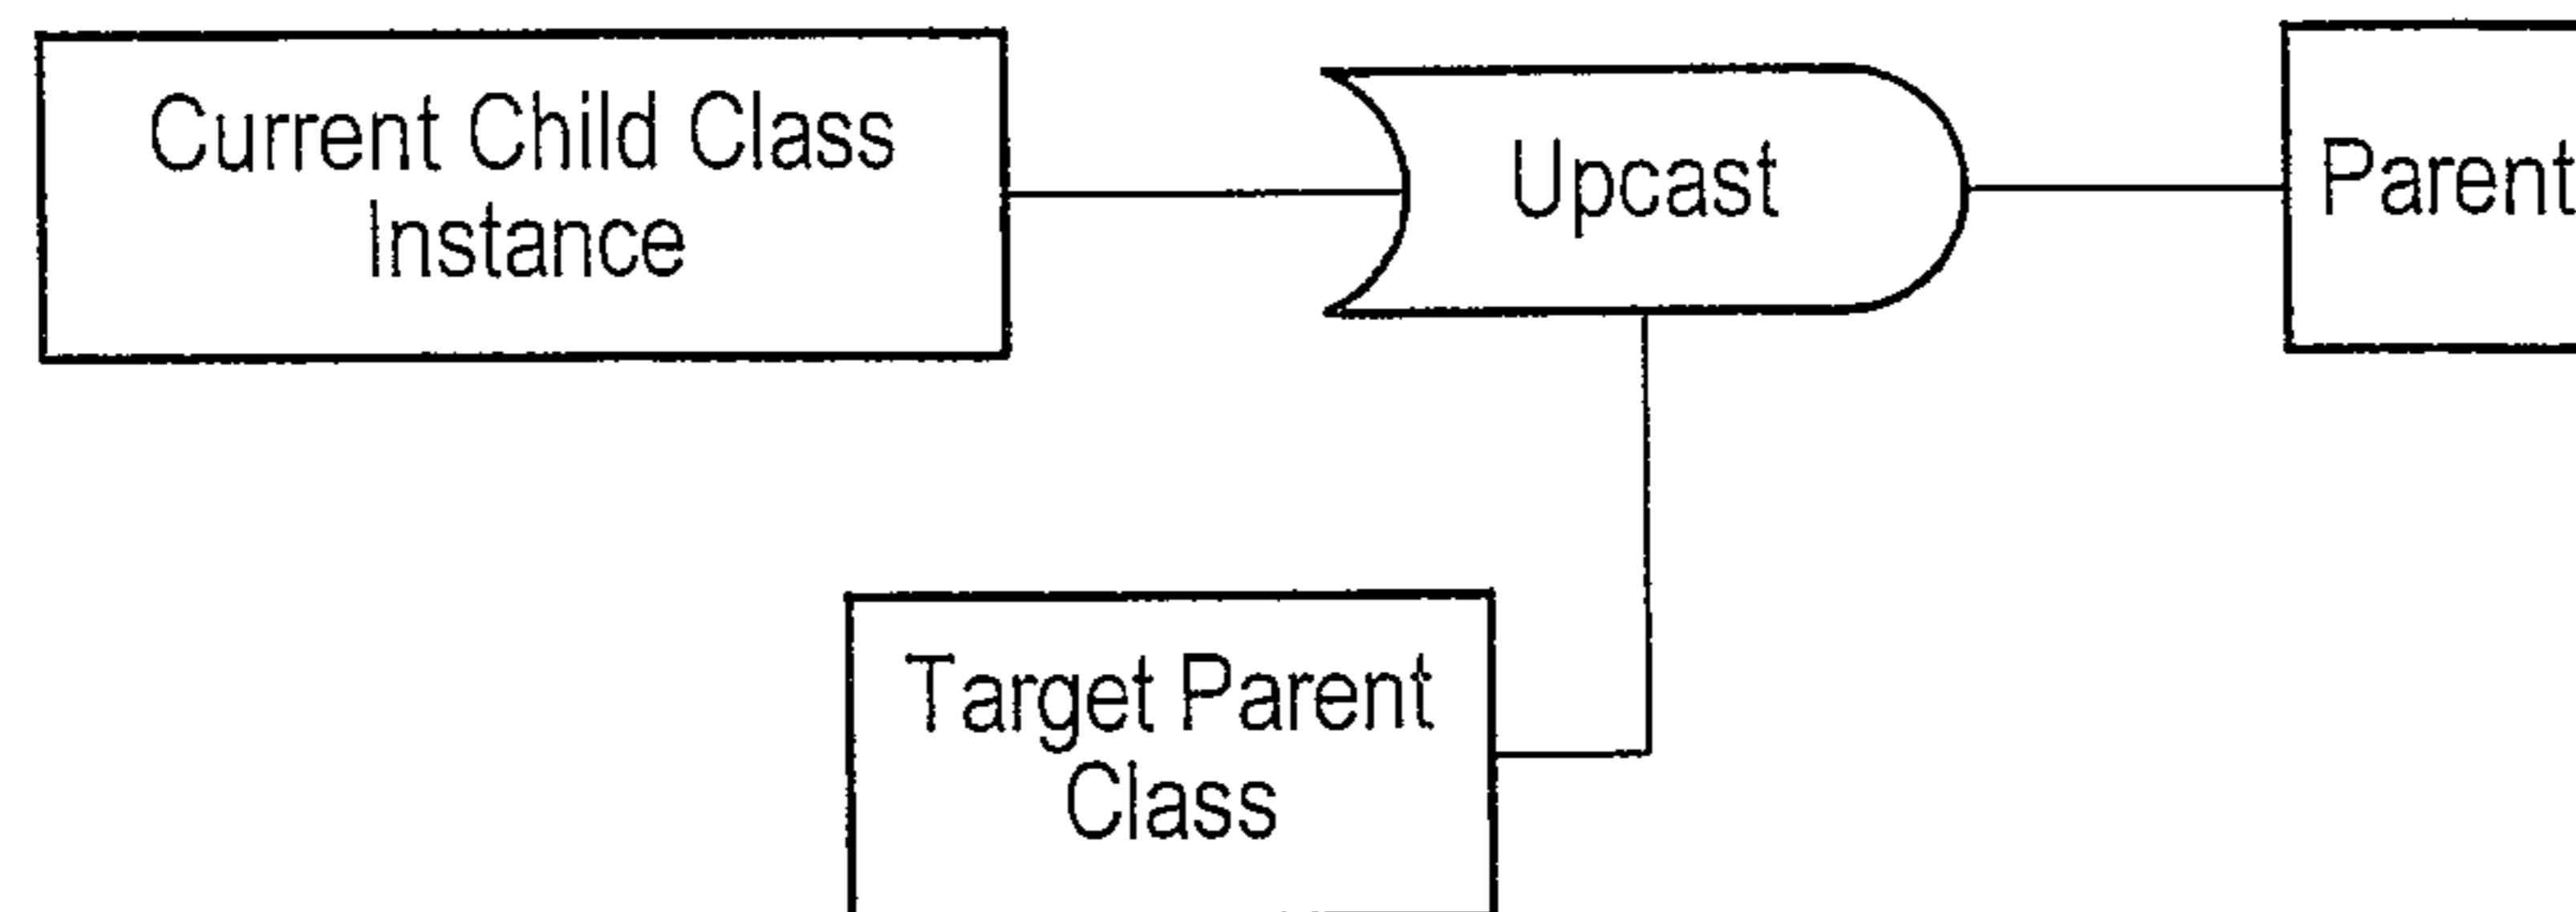 Current Child Class
Instance
Upcast
Parent
Target Parent
Class